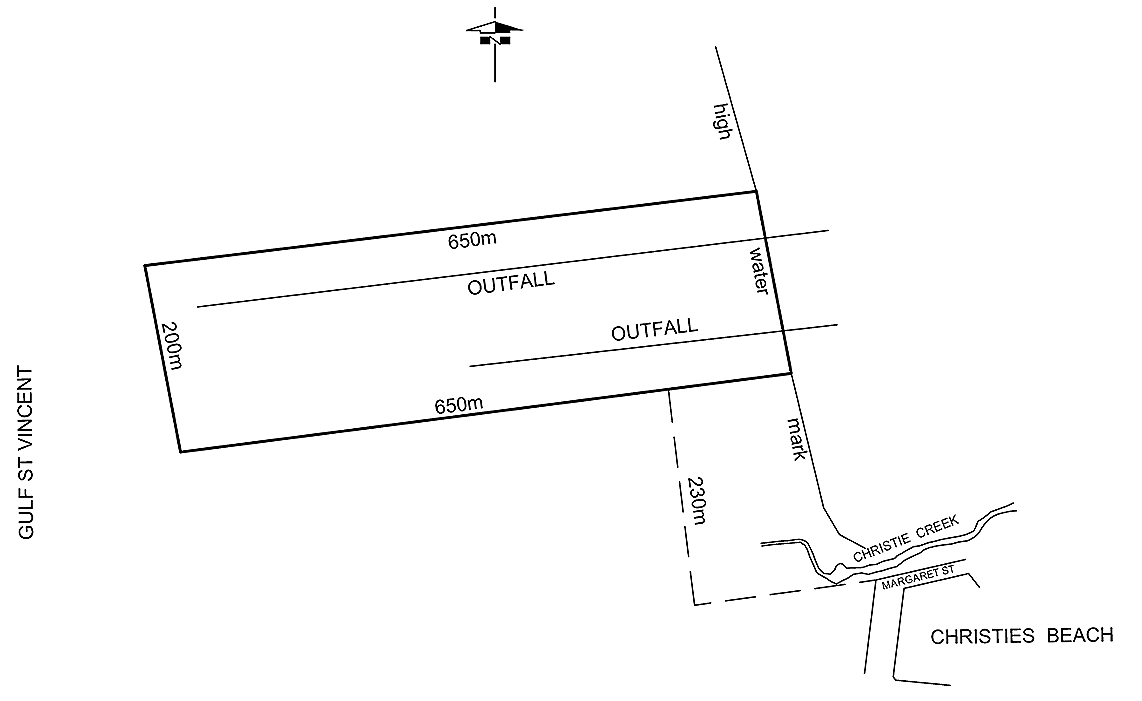 N
high
650m
water
OUTFALL
OUTFALL
200m
650m
mark
GULF ST VINCENT
230m
CHRISTIE CREEK
MARGARET ST
CHRISTIES BEACH